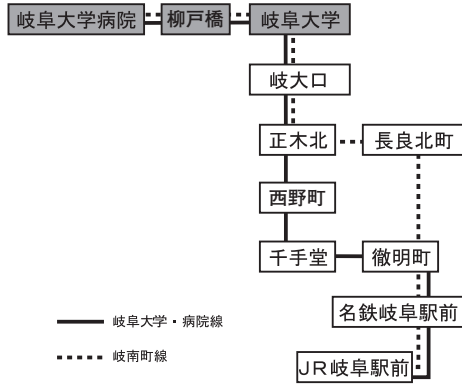 岐阜大学病院
柳戸橋
岐阜大学
岐大口
正木北
長良北町
西野町
千手堂
徹明町
名鉄岐阜駅前
JR岐阜駅前
岐阜大学・病院線
岐南町線